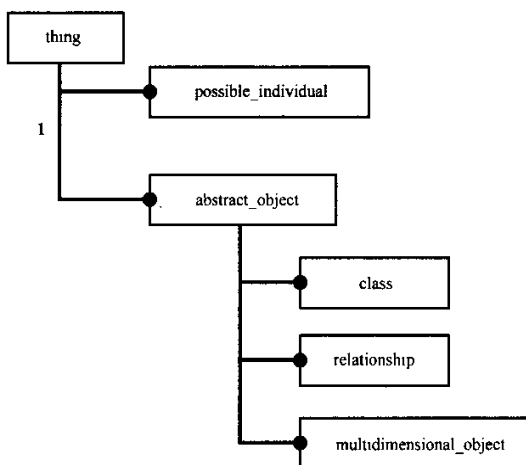 thing
possible_individual
1
abstract_object
class
relationship
multidimensional_object